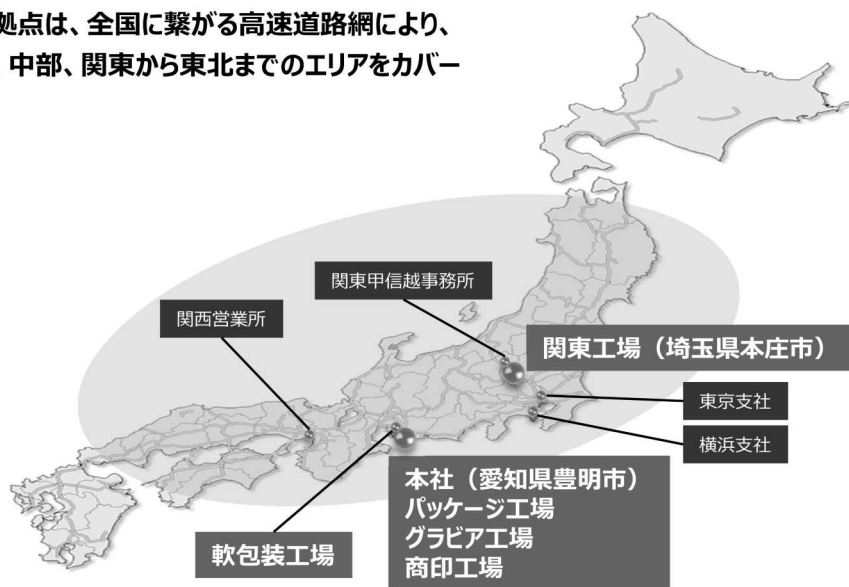 拠点は、全国に繋がる高速道路網により、
中部、関東から東北までのエリアをカバー
関東甲信越事務所
関西営業所
関東工場（埼玉県本庄市）
東京支社
横浜支社
本社（愛知県豊明市）
パッケージ工場
グラビア工場
商印工場
軟包装工場